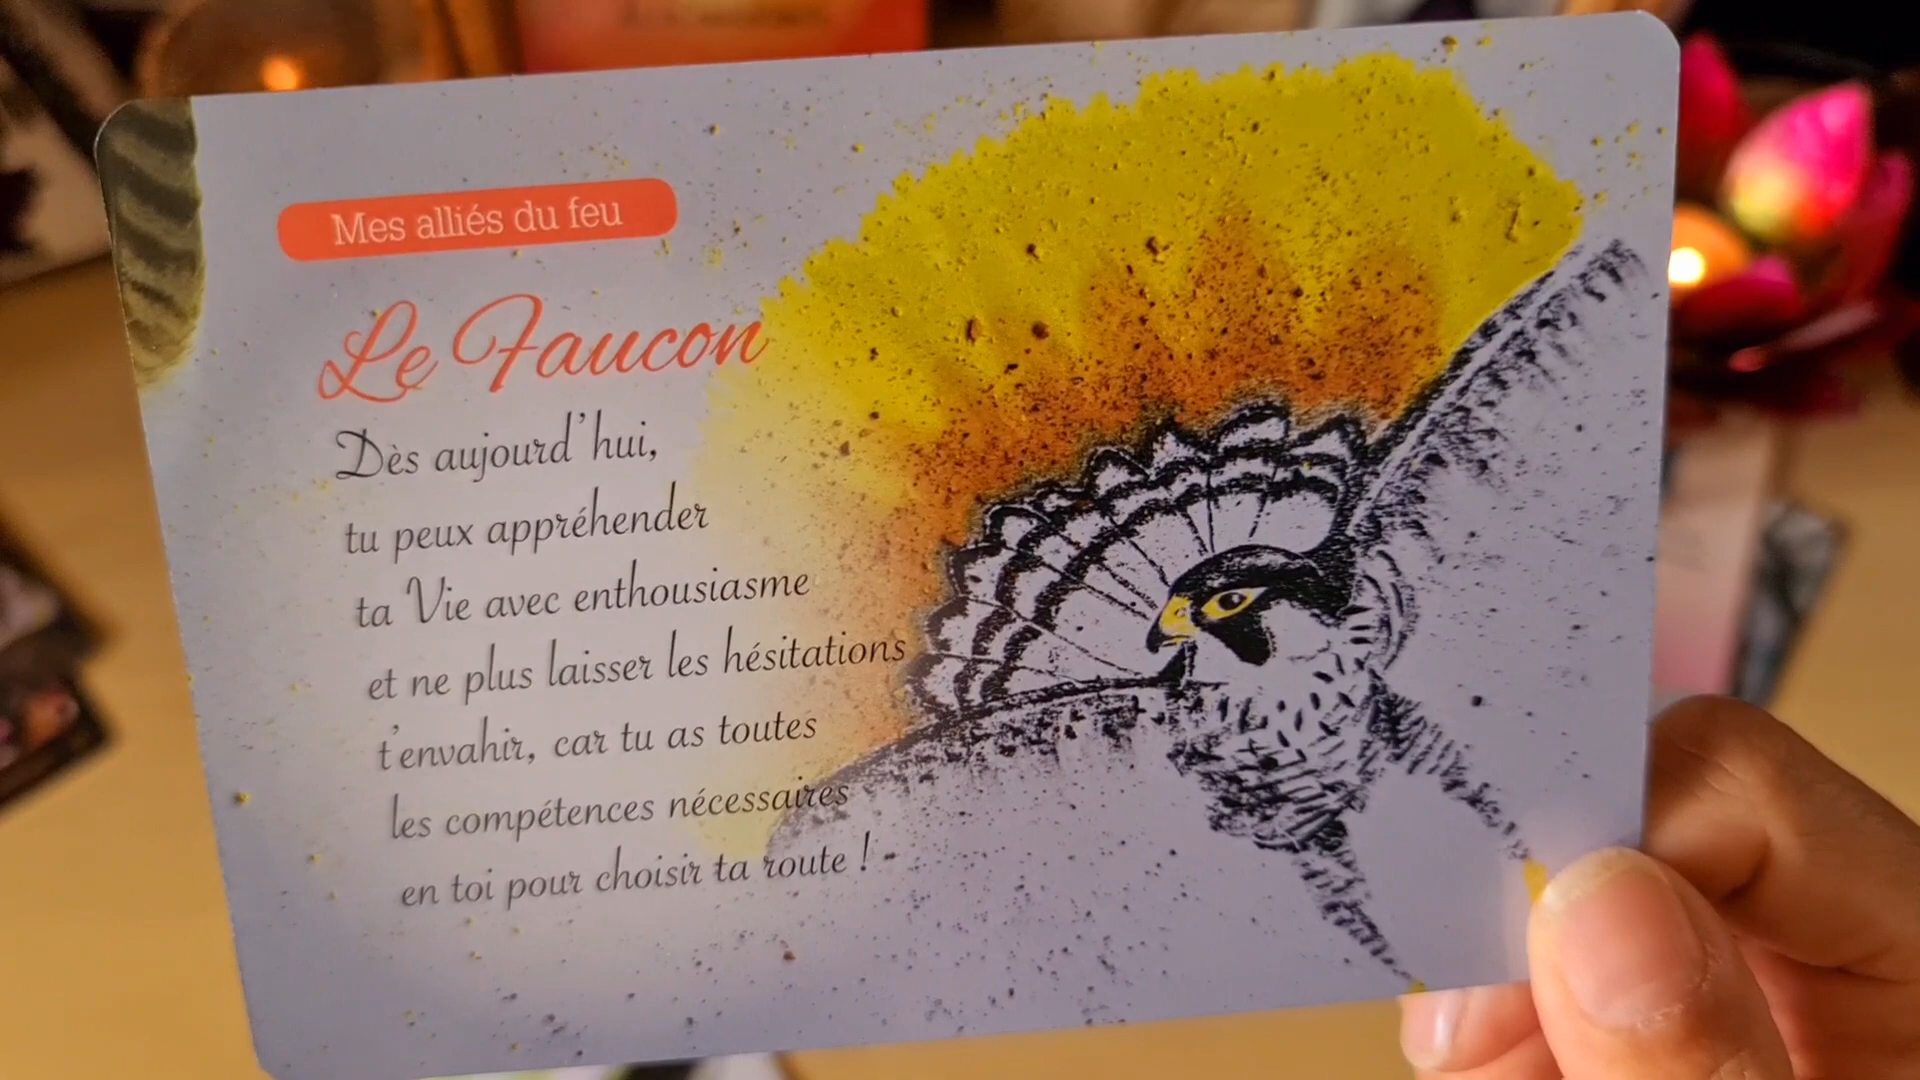 Mes alliés du feu
Le Faucon
Dès aujourd'hui,
tu peux appréhender
ta Vie avec enthousiasme
et ne plus laisser les hésitations
t'envahir, car tu as toutes
les compétences nécessaires
en toi pour choisir ta route !